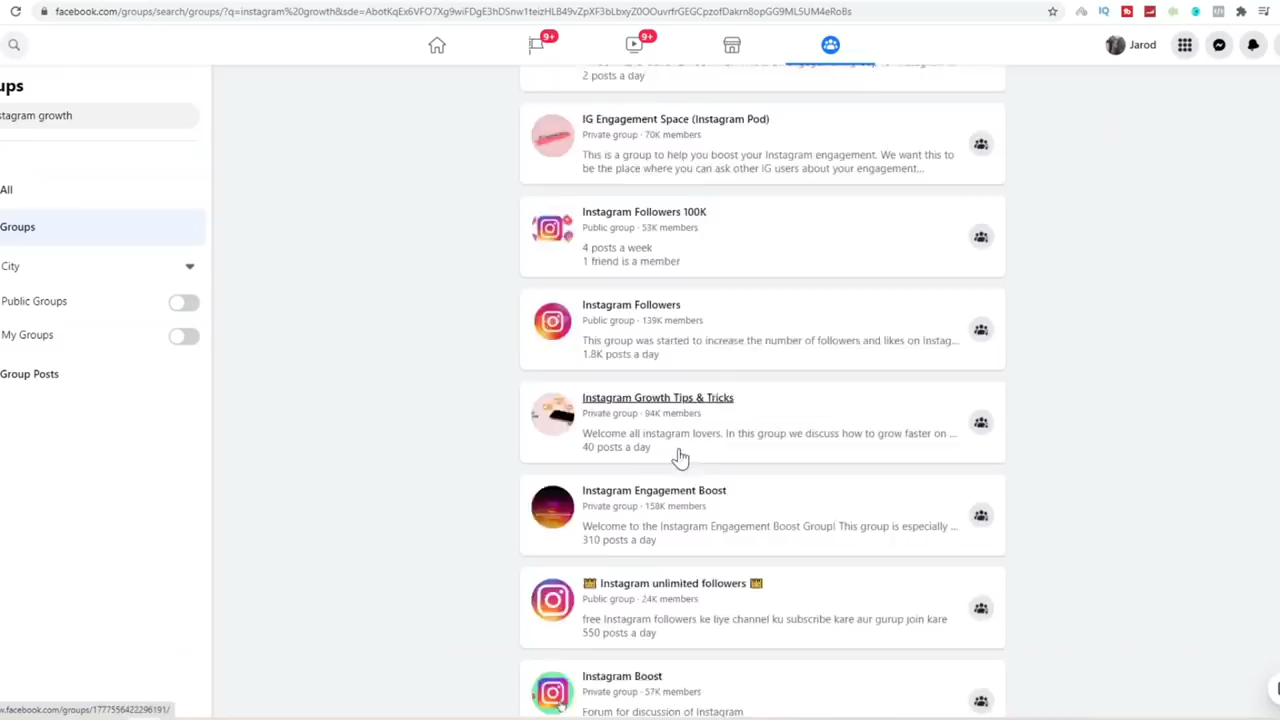 facebook.com/groups/search/groups/?q=instagram%20growth&sde=AbotKqEx6VFO7Xg9wiFDgE3hDSnw1teizHLB49vZpXF3bLbxyZ0OOuvrfrGEGCpzofDakrn8opGG9ML5UM4eRoBs
9+
9+
Jarod
ups
stagram growth
All
Groups
City
Public Groups
My Groups
Group Posts
2 posts a day
IG Engagement Space (Instagram Pod)
Private group · 70K members
This is a group to help you boost your Instagram engagement. We want this to
be the place where you can ask other IG users about your engagement...
Instagram Followers 100K
Public group · 53K members
4 posts a week
1 friend is a member
Instagram Followers
Public group · 139K members
This group was started to increase the number of followers and likes on Instag...
1.8K posts a day
Instagram Growth Tips & Tricks
Private group · 94K members
Welcome all instagram lovers. In this group we discuss how to grow faster on ...
40 posts a day
Instagram Engagement Boost
Private group · 158K members
Welcome to the Instagram Engagement Boost Group! This group is especially ...
310 posts a day
Instagram unlimited followers
Public group · 24K members
free Instagram followers ke liye channel ku subscribe kare aur gurup join kare
550 posts a day
Instagram Boost
Private group · 57K members
Forum for discussion of Instagram
w.facebook.com/groups/1777556422296191/